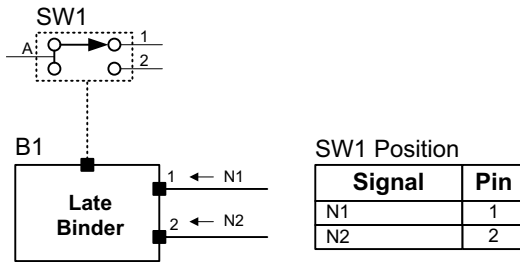 SW1
A
1
2
B1
Late
Binder
1 ← N1
2 ← N2
SW1 Position
Signal Pin
N1 1
N2 2